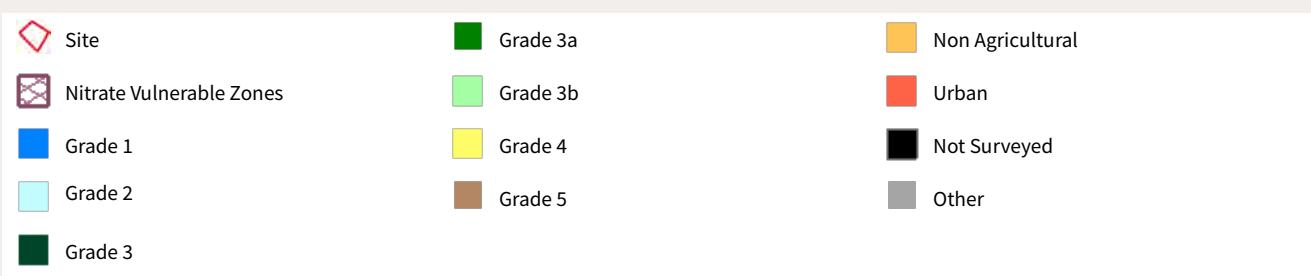 Site
Nitrate Vulnerable Zones
Grade 1
Grade 2
Grade 3
Grade 3a
Grade 3b
Grade 4
Grade 5
Non Agricultural
Urban
Not Surveyed
Other